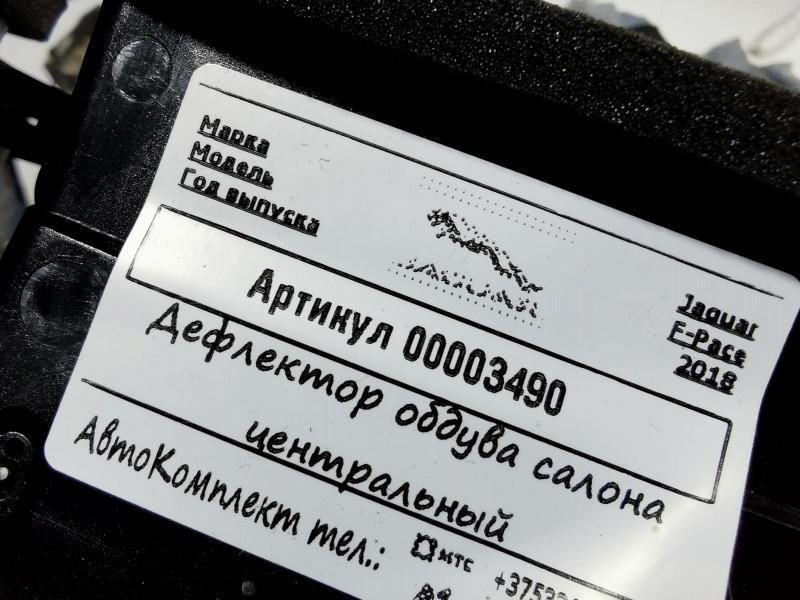 Марка Jaguar
Модель F-Pace
Год выпуска 2018
Артикул 00003490
Дефлектор обдува салона
центральный
АвтоКомплект тел.:
мтс